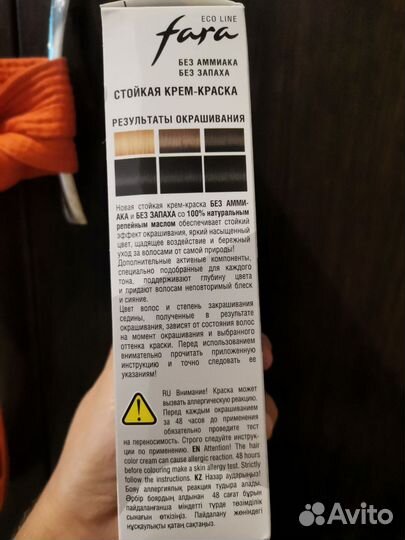 ECO LINE
fara
БЕЗ АММИАКА
БЕЗ ЗАПАХА
СТОЙКАЯ КРЕМ-КРАСКА
РЕЗУЛЬТАТЫ ОКРАШИВАНИЯ
Новая стойкая крем-краска БЕЗ АММИ-
АКА и БЕЗ ЗАПАХА со 100% натуральным
репейным маслом обеспечивает стойкий
эффект окрашивания, яркий насыщенный
цвет, щадящее воздействие и бережный
уход за волосами от самой природы!
Дополнительные активные компоненты,
специально подобранные для каждого
тона, поддерживают глубину цвета
и придают волосам неповторимый блеск
и сияние.
Цвет волос и степень закрашивания
седины, полученные в результате
окрашивания, зависят от состояния волос
на момент окрашивания и выбранного
оттенка краски. Перед использованием
внимательно прочитать приложенную
инструкцию и точно следовать ее
указаниям!
RU Внимание! Краска может
вызвать аллергическую реакцию.
Перед каждым окрашиванием
за 48 часов до применения
обязательно проведите тест
на переносимость. Строго следуйте инструк-
ции по применению. EN Attention! The hair
color cream can cause allergic reaction. 48 hours
before colouring make a skin allergy test. Strictly
follow the instructions. KZ Назар аударыңыз!
Бояу аллергиялық реакция тудыра алады.
Әрбір боядың алдынан 48 сағат бұрын
пайдаланғанша міндетті түрде төзімділік
сынағын өткізіңіз. Пайдалану жөніндегі
нұсқаулықты қатаң сақтаңыз.
Avito